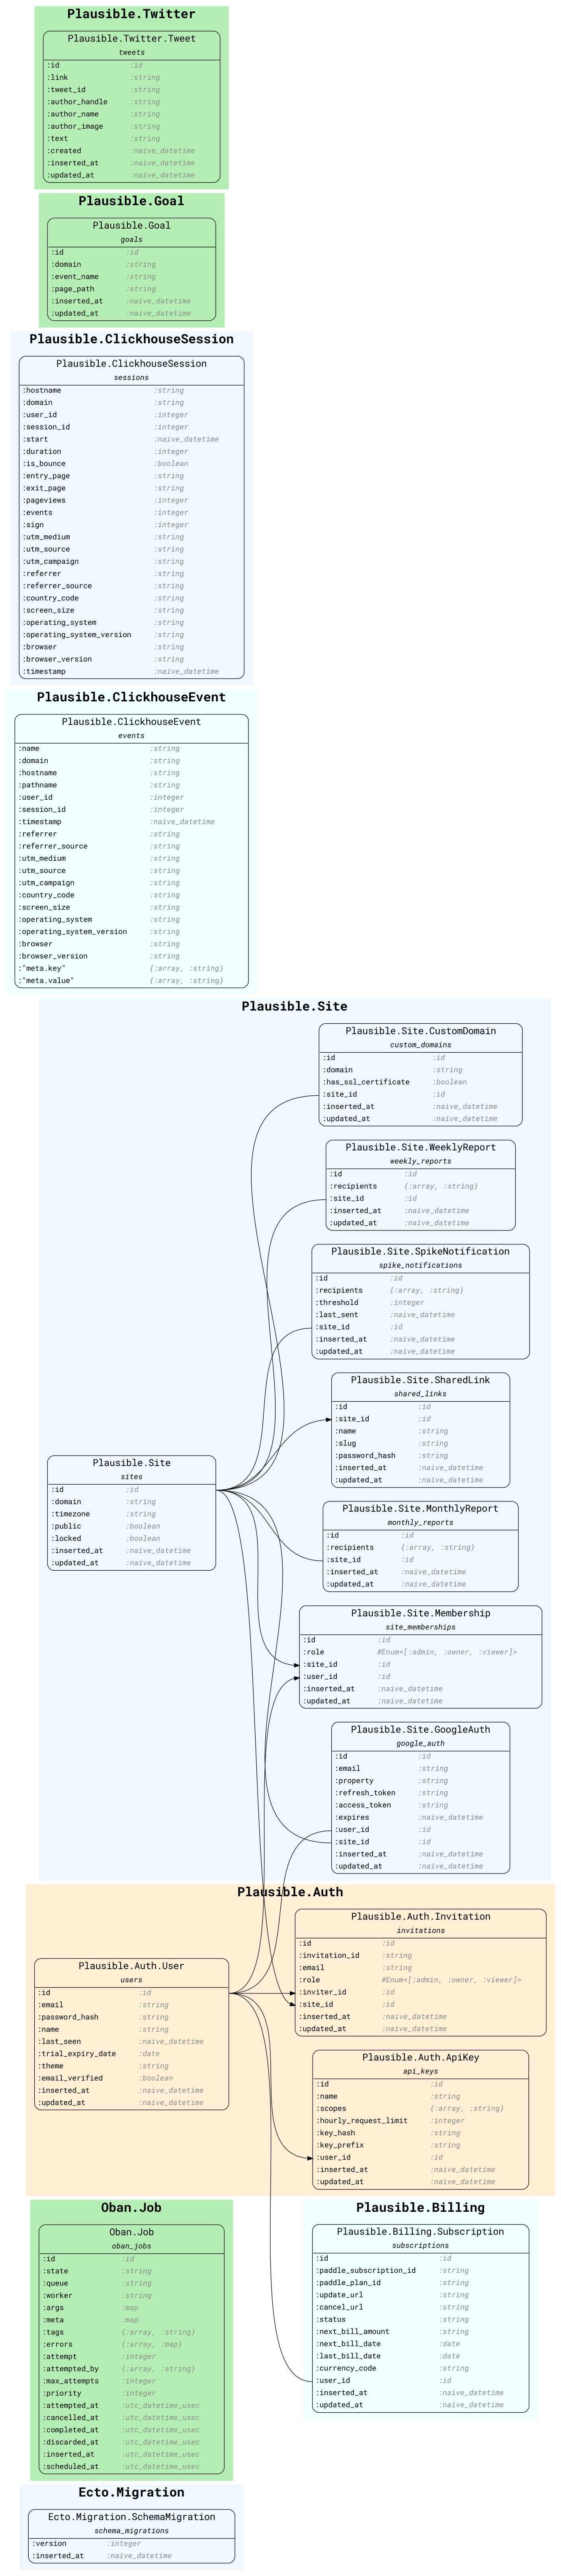 Plausible.Twitter
Plausible.Twitter.Tweet
tweets
:id :id
:link :string
:tweet_id :string
:author_handle :string
:author_name :string
:author_image :string
:text :string
:created :naive_datetime
:inserted_at :naive_datetime
:updated_at :naive_datetime
Plausible.Goal
Plausible.Goal
goals
:id :id
:domain :string
:event_name :string
:page_path :string
:inserted_at :naive_datetime
:updated_at :naive_datetime
Plausible.ClickhouseSession
Plausible.ClickhouseSession
sessions
:hostname :string
:domain :string
:user_id :integer
:session_id :integer
:start :naive_datetime
:duration :integer
:is_bounce :boolean
:entry_page :string
:exit_page :string
:pageviews :integer
:events :integer
:sign :integer
:utm_medium :string
:utm_source :string
:utm_campaign :string
:referrer :string
:referrer_source :string
:country_code :string
:screen_size :string
:operating_system :string
:operating_system_version :string
:browser :string
:browser_version :string
:timestamp :naive_datetime
Plausible.ClickhouseEvent
Plausible.ClickhouseEvent
events
:name :string
:domain :string
:hostname :string
:pathname :string
:user_id :integer
:session_id :integer
:timestamp :naive_datetime
:referrer :string
:referrer_source :string
:utm_medium :string
:utm_source :string
:utm_campaign :string
:country_code :string
:screen_size :string
:operating_system :string
:operating_system_version :string
:browser :string
:browser_version :string
:"meta.key" {:array, :string}
:"meta.value" {:array, :string}
Plausible.Site
Plausible.Site.CustomDomain
custom_domains
:id :id
:domain :string
:has_ssl_certificate :boolean
:site_id :id
:inserted_at :naive_datetime
:updated_at :naive_datetime
Plausible.Site.WeeklyReport
weekly_reports
:id :id
:recipients {:array, :string}
:site_id :id
:inserted_at :naive_datetime
:updated_at :naive_datetime
Plausible.Site.SpikeNotification
spike_notifications
:id :id
:recipients {:array, :string}
:threshold :integer
:last_sent :naive_datetime
:site_id :id
:inserted_at :naive_datetime
:updated_at :naive_datetime
Plausible.Site.SharedLink
shared_links
:id :id
:site_id :id
:name :string
:slug :string
:password_hash :string
:inserted_at :naive_datetime
:updated_at :naive_datetime
Plausible.Site
sites
:id :id
:domain :string
:timezone :string
:public :boolean
:locked :boolean
:inserted_at :naive_datetime
:updated_at :naive_datetime
Plausible.Site.MonthlyReport
monthly_reports
:id :id
:recipients {:array, :string}
:site_id :id
:inserted_at :naive_datetime
:updated_at :naive_datetime
Plausible.Site.Membership
site_memberships
:id :id
:role #Enum<[:admin, :owner, :viewer]>
:site_id :id
:user_id :id
:inserted_at :naive_datetime
:updated_at :naive_datetime
Plausible.Site.GoogleAuth
google_auth
:id :id
:email :string
:property :string
:refresh_token :string
:access_token :string
:expires :naive_datetime
:user_id :id
:site_id :id
:inserted_at :naive_datetime
:updated_at :naive_datetime
Plausible.Auth
Plausible.Auth.Invitation
invitations
:id :id
:invitation_id :string
:email :string
:role #Enum<[:admin, :owner, :viewer]>
:inviter_id :id
:site_id :id
:inserted_at :naive_datetime
:updated_at :naive_datetime
Plausible.Auth.User
users
:id :id
:email :string
:password_hash :string
:name :string
:last_seen :naive_datetime
:trial_expiry_date :date
:theme :string
:email_verified :boolean
:inserted_at :naive_datetime
:updated_at :naive_datetime
Plausible.Auth.ApiKey
api_keys
:id :id
:name :string
:scopes {:array, :string}
:hourly_request_limit :integer
:key_hash :string
:key_prefix :string
:user_id :id
:inserted_at :naive_datetime
:updated_at :naive_datetime
Oban.Job
Oban.Job
oban_jobs
:id :id
:state :string
:queue :string
:worker :string
:args :map
:meta :map
:tags {:array, :string}
:errors {:array, :map}
:attempt :integer
:attempted_by {:array, :string}
:max_attempts :integer
:priority :integer
:attempted_at :utc_datetime_usec
:cancelled_at :utc_datetime_usec
:completed_at :utc_datetime_usec
:discarded_at :utc_datetime_usec
:inserted_at :utc_datetime_usec
:scheduled_at :utc_datetime_usec
Plausible.Billing
Plausible.Billing.Subscription
subscriptions
:id :id
:paddle_subscription_id :string
:paddle_plan_id :string
:update_url :string
:cancel_url :string
:status :string
:next_bill_amount :string
:next_bill_date :date
:last_bill_date :date
:currency_code :string
:user_id :id
:inserted_at :naive_datetime
:updated_at :naive_datetime
Ecto.Migration
Ecto.Migration.SchemaMigration
schema_migrations
:version :integer
:inserted_at :naive_datetime